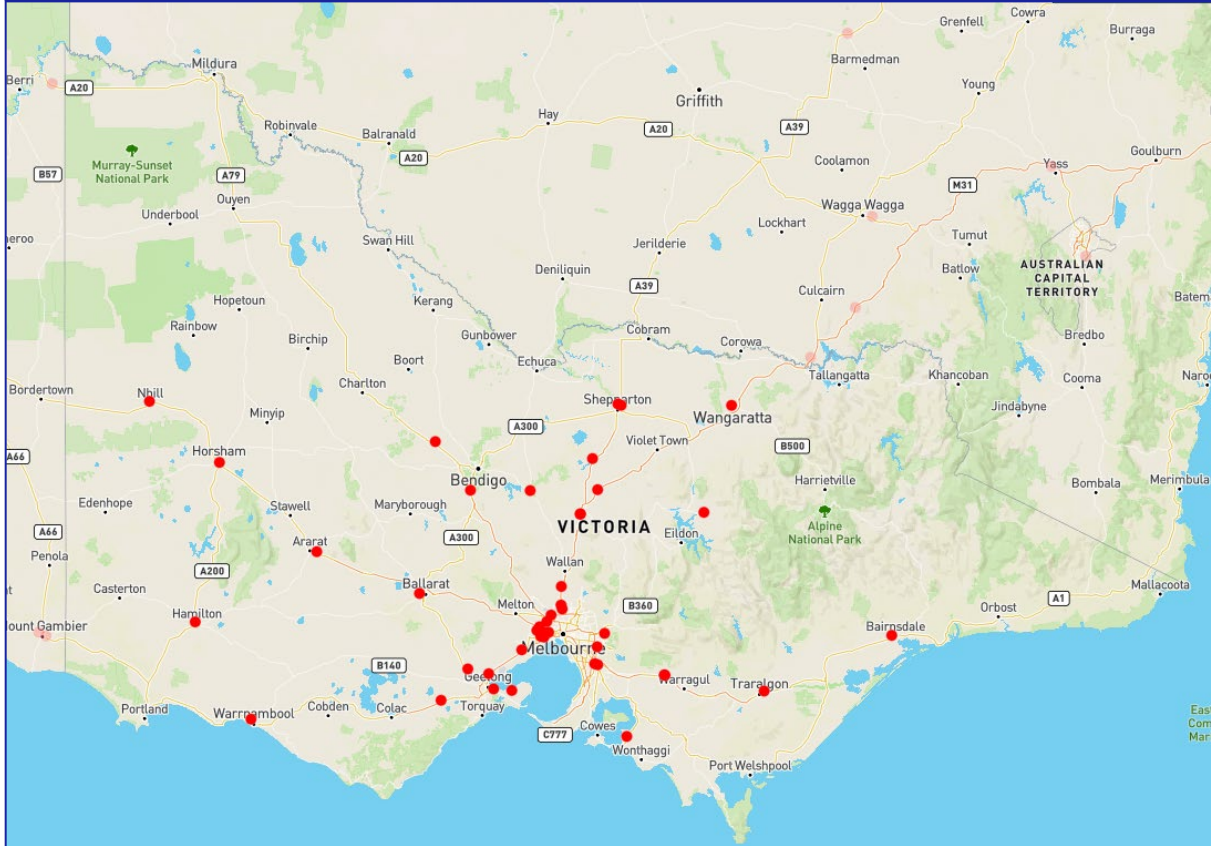 Cowra
Grenfell
Burraga
Barmedman
Mildura
Berri
A20
Young
Griffith
Hay
Robinvale
Balranald
A20
A39
A20
Goulburn
Coolamon
Yass
Murray-Sunset
National Park
B57
A79
M31
Ouyen
Underbool
Wagga Wagga
Lockhart
Tumut
Swan Hill
Jerilderie
AUSTRALIAN
CAPITAL
TERRITORY
Batlow
Deniliquin
A39
Culcairn
Hopetoun
Kerang
Rainbow
Cobram
Bredbo
Gunbower
Birchip
Corowa
Boort
Echuca
Tallangatta
Khancoban
Cooma
Bordertown
Nhill
Charlton
Shepparton
Minyip
Wangaratta
Jindabyne
A300
Violet Town
B500
A66
Horsham
Bendigo
Harrietville
Bombala
Merimbula
Edenhope
Stawell
Maryborough
Alpine
National Park
VICTORIA
A66
A300
Eildon
Ararat
Penola
Wallan
A200
Ballarat
Mallacoota
Casterton
Melton
B360
A1
Orbost
Hamilton
Bairnsdale
Mount Gambier
Melbourne
B140
Geelong
Warragul
Traralgon
Portland
Warrnambool
Cobden
Colac
Torquay
Cowes
C777
Wonthaggi
Port Welshpool